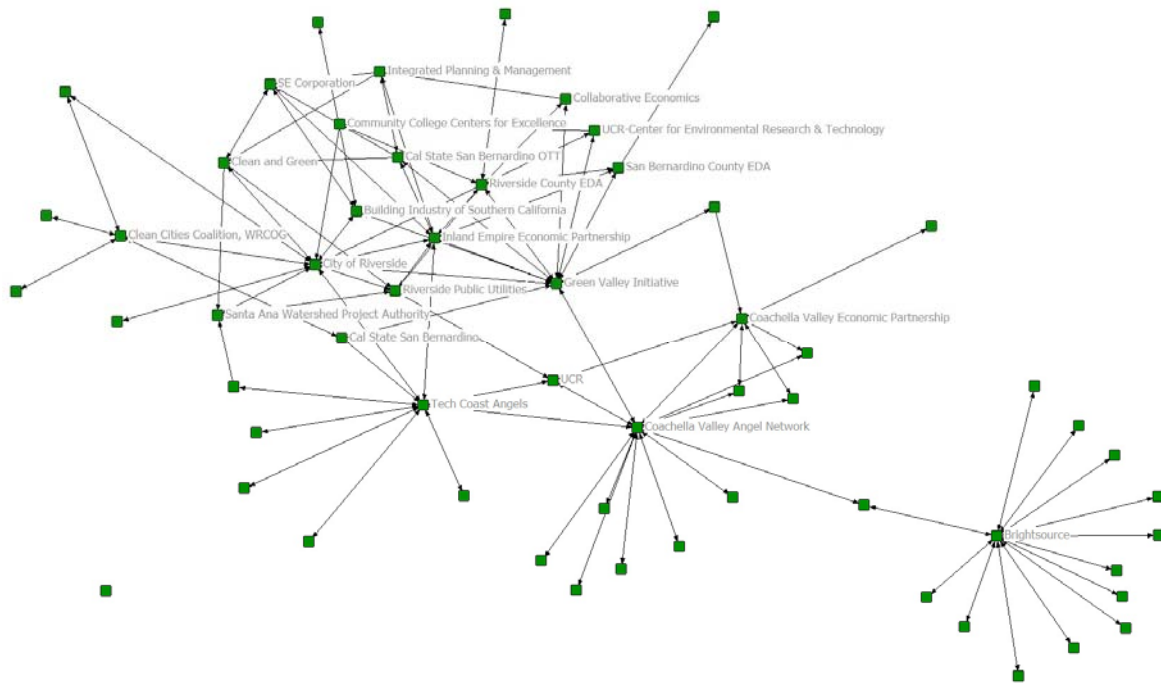 Integrated Planning & Management
SE Corporation
Collaborative Economics
Community College Centers for Excellence
UCR-Center for Environmental Research & Technology
Clean and Green
Cal State San Bernardino OTT
San Bernardino County EDA
Riverside County EDA
Building Industry of Southern California
Clean Cities Coalition, WRCOG
Inland Empire Economic Partnership
City of Riverside
Green Valley Initiative
Riverside Public Utilities
Santa Ana Watershed Project Authority
Coachella Valley Economic Partnership
Cal State San Bernardino
UCR
Tech Coast Angels
Coachella Valley Angel Network
Brightsource